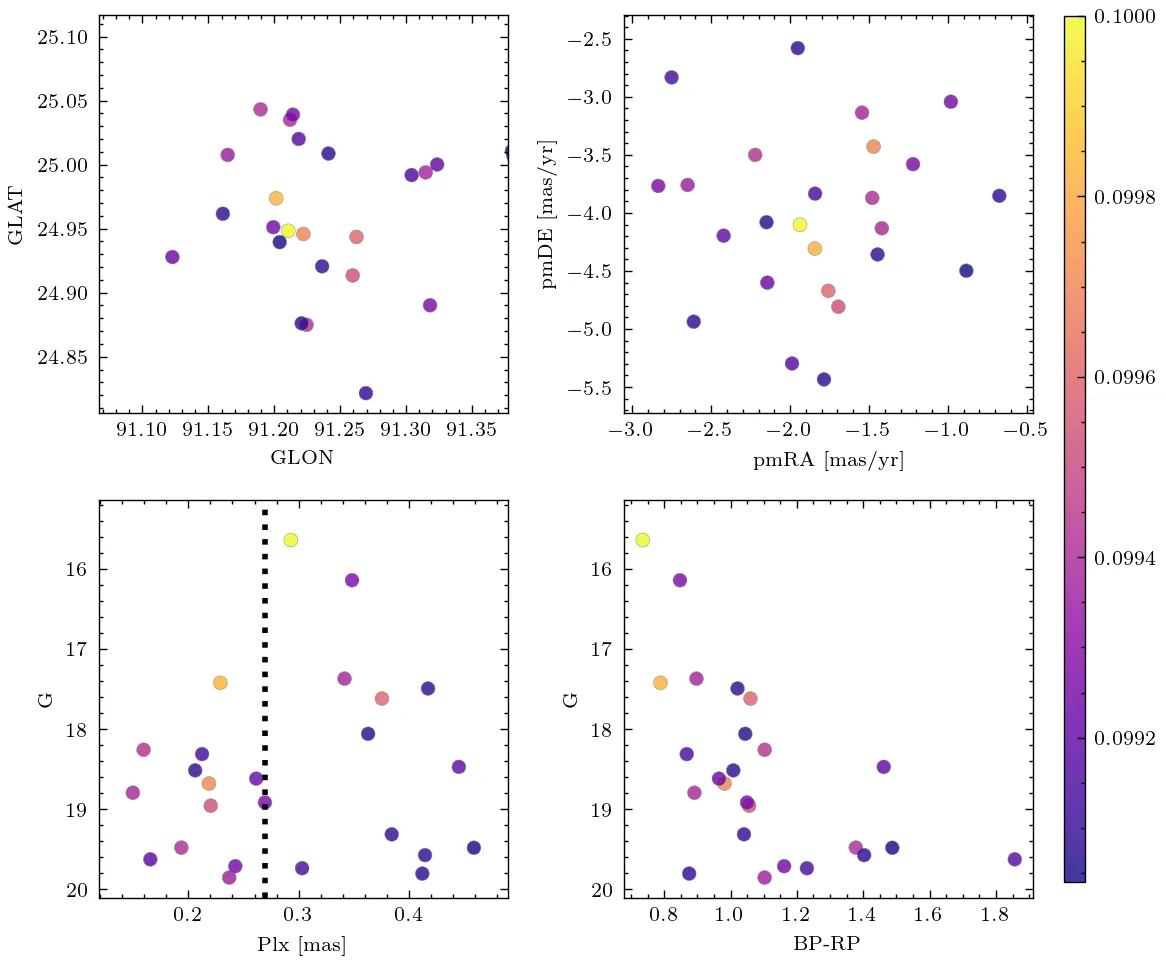 25.10
25.05
25.00
24.95
24.90
24.85
GLAT
91.10 91.15 91.20 91.25 91.30 91.35
GLON
−2.5
−3.0
−3.5
−4.0
−4.5
−5.0
−5.5
pmDE [mas/yr]
−3.0 −2.5 −2.0 −1.5 −1.0 −0.5
pmRA [mas/yr]
16
17
18
19
20
G
0.2 0.3 0.4
Plx [mas]
16
17
18
19
20
G
0.8 1.0 1.2 1.4 1.6 1.8
BP-RP
0.1000
0.0998
0.0996
0.0994
0.0992